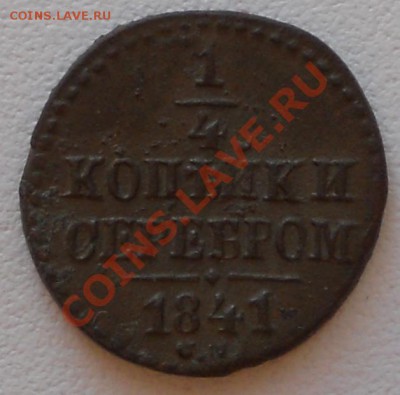 COINS.LAVE.RU
1
4
КОПѢЙКИ
СЕРЕБРОМ
1841
COINS.LAVE.RU